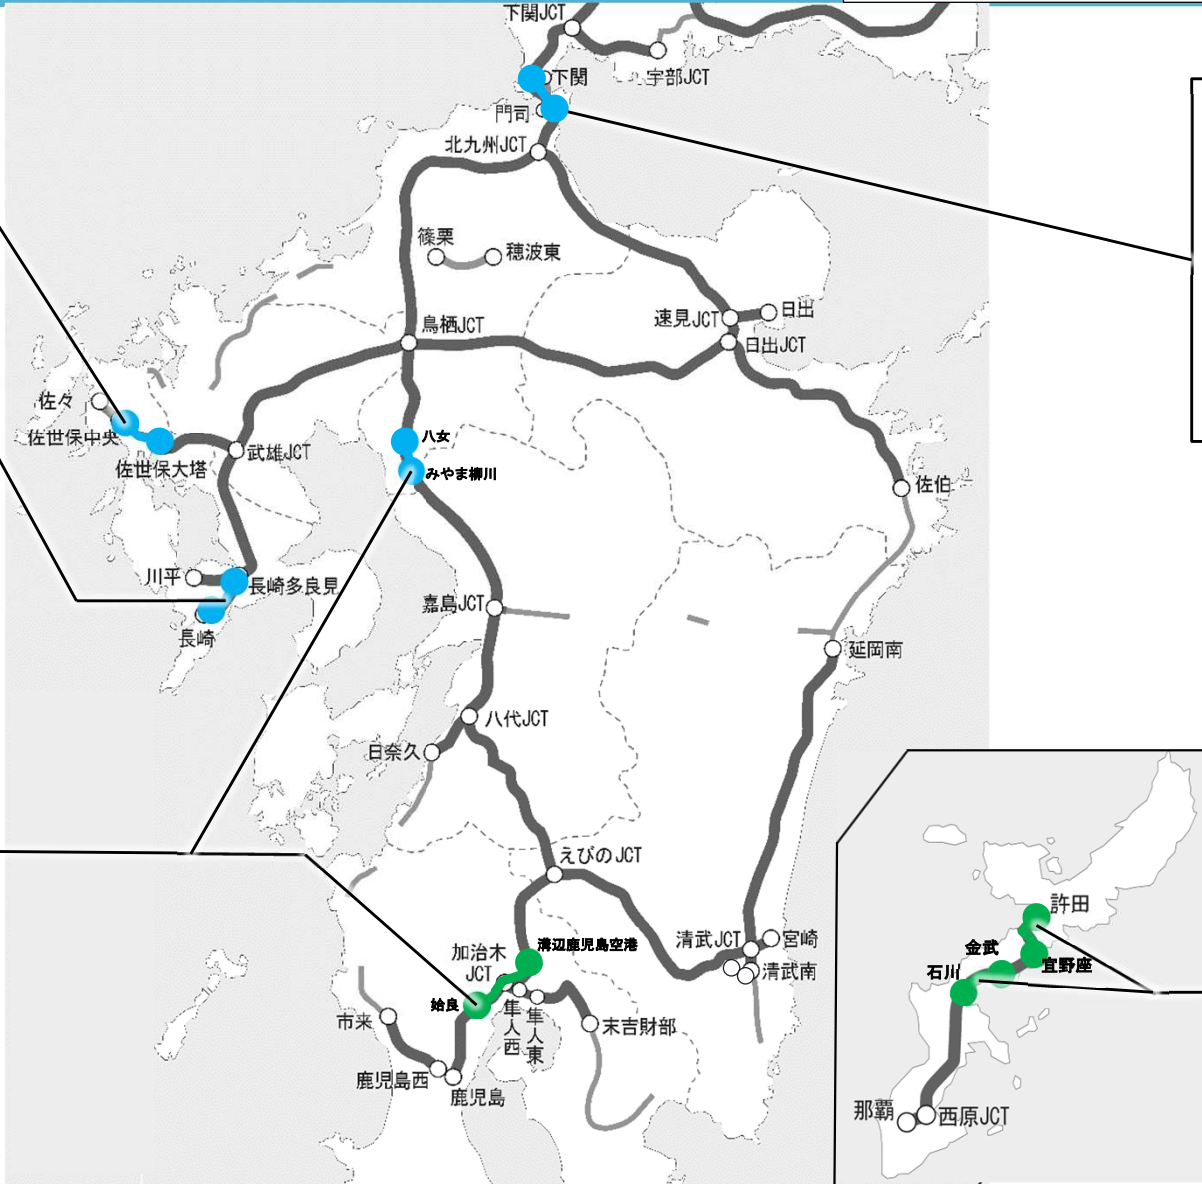 下関JCT
下関
宇部JCT
門司
北九州JCT
篠栗
穂波東
鳥栖JCT
速見JCT
日出
日出JCT
佐々
佐世保中央
佐世保大塔
武雄JCT
八女
みやま柳川
佐伯
川平
長崎多良見
長崎
嘉島JCT
延岡南
八代JCT
日奈久
えびのJCT
加治木
JCT
溝辺鹿児島空港
清武JCT
宮崎
清武南
姶良
隼人西
隼人東
末吉財部
市来
鹿児島西
鹿児島
許田
金武
宜野座
石川
那覇
西原JCT